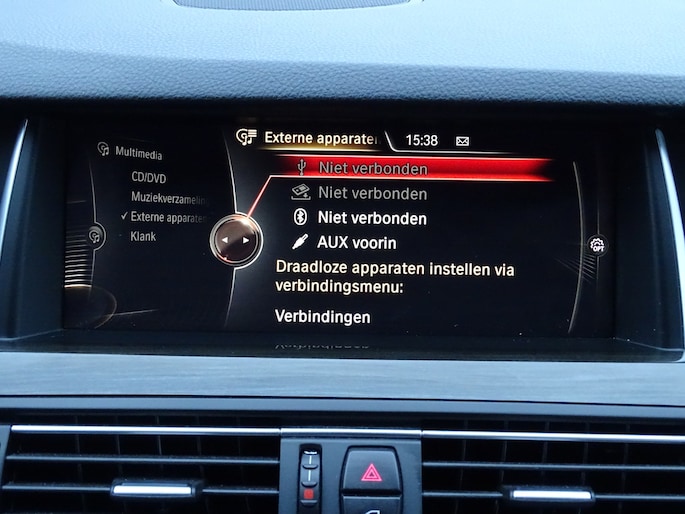 Multimedia
CD/DVD
Muziekverzameling
✓ Externe apparaten
Klank
Externe apparaten 15:38
Niet verbonden
Niet verbonden
Niet verbonden
AUX voorin
Draadloze apparaten instellen via
verbindingsmenu:
Verbindingen
OPT